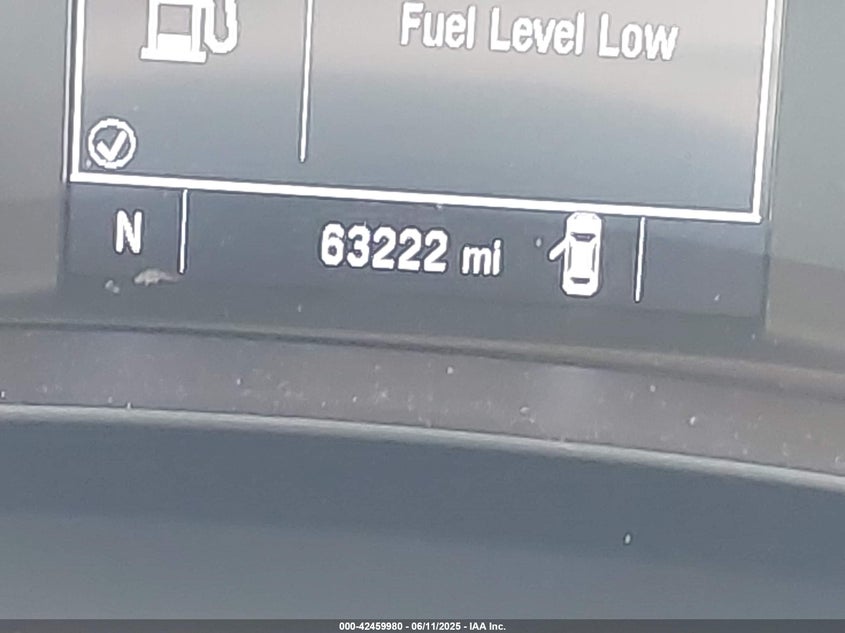 Fuel Level Low
N
63222 mi
000-42459980 - 06/11/2025 - IAA Inc.